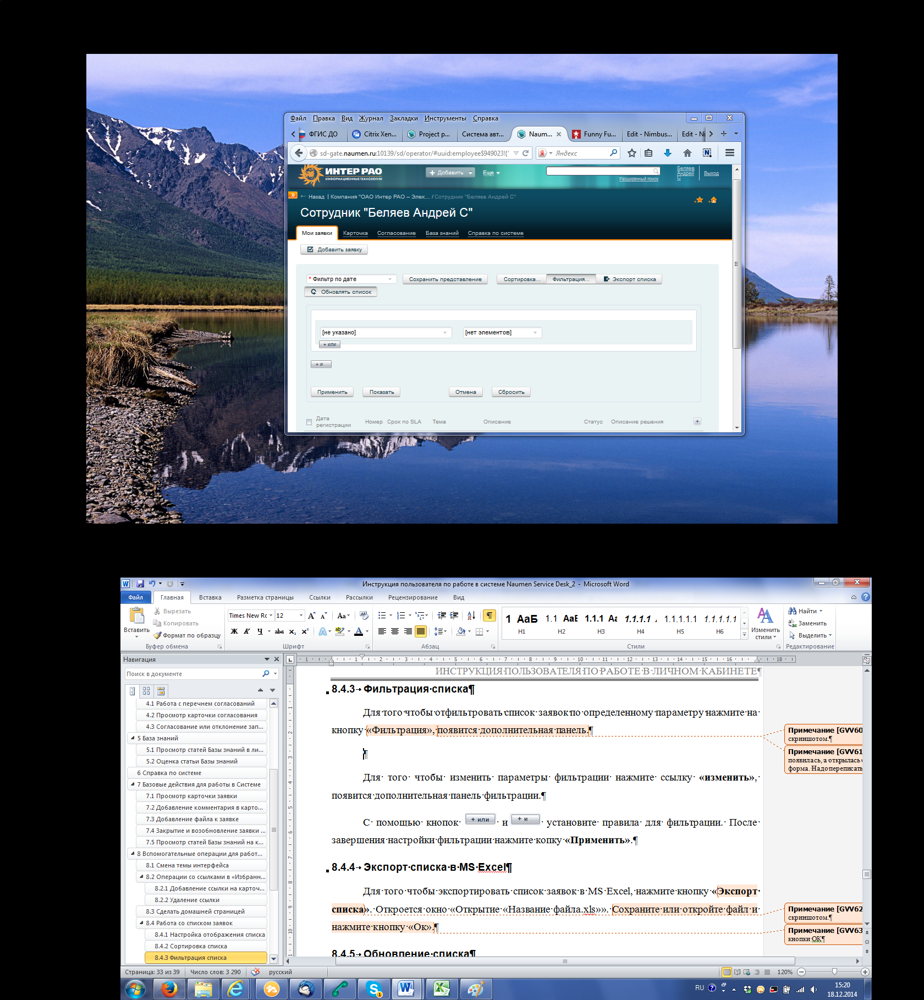 Файл Правка Вид Журнал Закладки Инструменты Справка
ФГИС ДО Citrix Xen... Project p... Система авт... Naum... Funny Fu... Edit - Nimbus... Edit - Ni
sd-gate.naumen.ru:10139/sd/operator/#uuid:employee$949023!{' Яндекс
ИНТЕР РАО
ИНФОРМАЦИОННЫЕ ТЕХНОЛОГИИ
+ Добавить Еще
Расширенный поиск
Беляев
Андрей
С
Выход
← Назад | Компания "ОАО Интер РАО – Элек... / Сотрудник "Беляев Андрей С"
Сотрудник "Беляев Андрей С"
Мои заявки Карточка Согласование База знаний Справка по системе
Добавить заявку
* Фильтр по дате Сохранить представление Сортировка... Фильтрация... Экспорт списка
Обновлять список
[не указано] [нет элементов]
+ или
+ и
Применить Показать Отмена Сбросить
Дата
регистрации
Номер Срок по SLA Тема Описание Статус Описание решения
Инструкция пользователя по работе в системе Naumen Service Desk_2 - Microsoft Word
Файл Главная Вставка Разметка страницы Ссылки Рассылки Рецензирование Вид
Вставить
Вырезать
Копировать
Формат по образцу
Буфер обмена
Times New Rc 12
Ж К Ч abc x₂ x²
Шрифт
Абзац
1 АаБ 1.1 АаБ 1.1.1 Аа 1.1.1.1 1.1.1.1.1 1.1.1.1.1.1
H1 H2 H3 H4 H5 H6
Стили
Изменить
стили
Найти
Заменить
Выделить
Редактирование
Навигация
Поиск в документе
4.1 Работа с перечнем согласований
4.2 Просмотр карточки согласования
4.3 Согласование или отклонение зап...
5 База знаний
5.1 Просмотр статей Базы знаний в ли...
5.2 Оценка статьи Базы знаний
6 Справка по системе
7 Базовые действия для работы в Системе
7.1 Просмотр карточки заявки
7.2 Добавление комментария в карто...
7.3 Добавление файла к заявке
7.4 Закрытие и возобновление заявки ...
7.5 Просмотр статей Базы знаний на к...
8 Вспомогательные операции для работ...
8.1 Смена темы интерфейса
8.2 Операции со ссылками в «Избранн...
8.2.1 Добавление ссылки на карточ...
8.2.2 Удаление ссылки
8.3 Сделать домашней страницей
8.4 Работа со списком заявок
8.4.1 Настройка отображения списка
8.4.2 Сортировка списка
8.4.3 Фильтрация списка
ИНСТРУКЦИЯ ПОЛЬЗОВАТЕЛЯ ПО РАБОТЕ В ЛИЧНОМ КАБИНЕТЕ¶
8.4.3→ Фильтрация списка¶
Для того чтобы отфильтровать список заявок по определенному параметру нажмите на
кнопку «Фильтрация», появится дополнительная панель.¶
¶
Для того чтобы изменить параметры фильтрации нажмите ссылку «изменить»,
появится дополнительная панель фильтрации.¶
С помощью кнопок + или и + и установите правила для фильтрации. После
завершения настройки фильтрации нажмите копку «Применить».¶
8.4.4→ Экспорт списка в MS Excel¶
Для того чтобы экспортировать список заявок в MS Excel, нажмите кнопку «Экспорт
списка». Откроется окно «Открытие «Название файла.xls»». Сохраните или откройте файл и
нажмите кнопку «Ок».¶
8.4.5→ Обновление списка¶
Примечание [GVV60
скриншотом.¶
Примечание [GVV61
появилась, а открылась
форма. Надо переписать
Примечание [GVV62
скриншотом.¶
Примечание [GVV63
кнопки ОК¶
Страница: 33 из 39 Число слов: 3 290 русский 120%
RU 15:20
18.12.2014